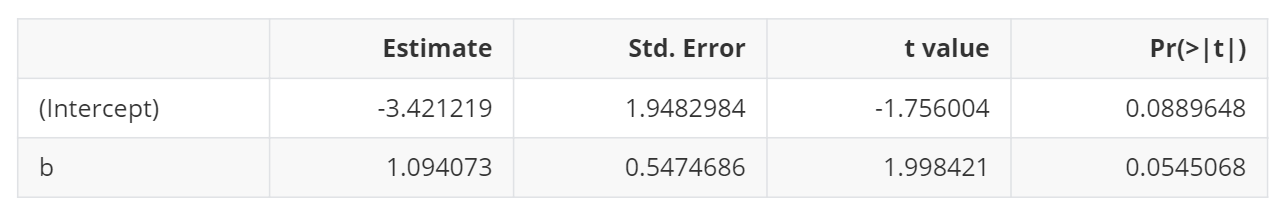 Estimate Std. Error t value Pr(>|t|)
(Intercept) -3.421219 1.9482984 -1.756004 0.0889648
b 1.094073 0.5474686 1.998421 0.0545068